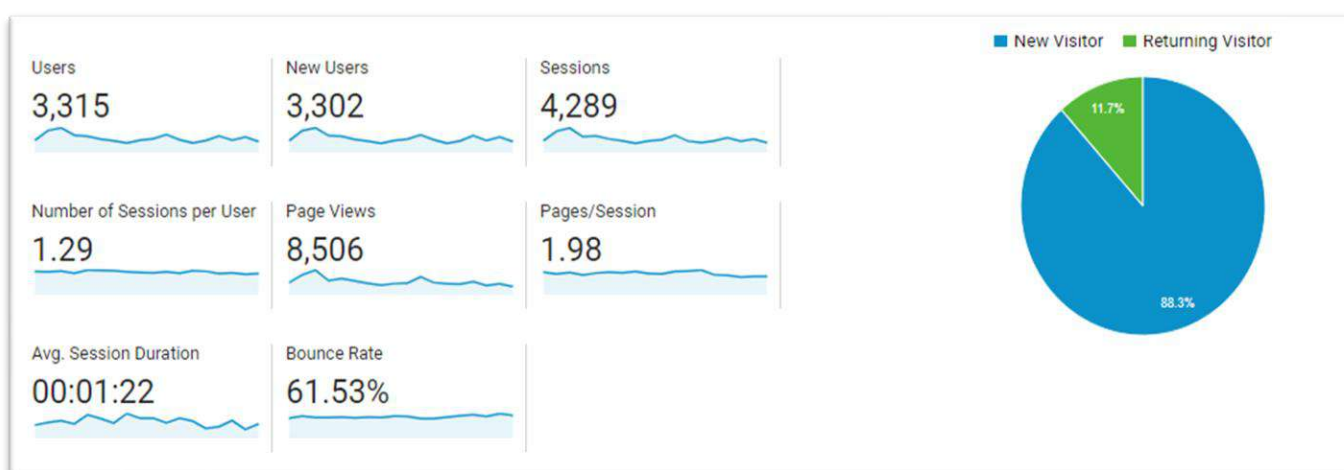 New Visitor Returning Visitor
Users
3,315
New Users
3,302
Sessions
4,289
Number of Sessions per User
1.29
Page Views
8,506
Pages/Session
1.98
Avg. Session Duration
00:01:22
Bounce Rate
61.53%
11.7%
88.3%